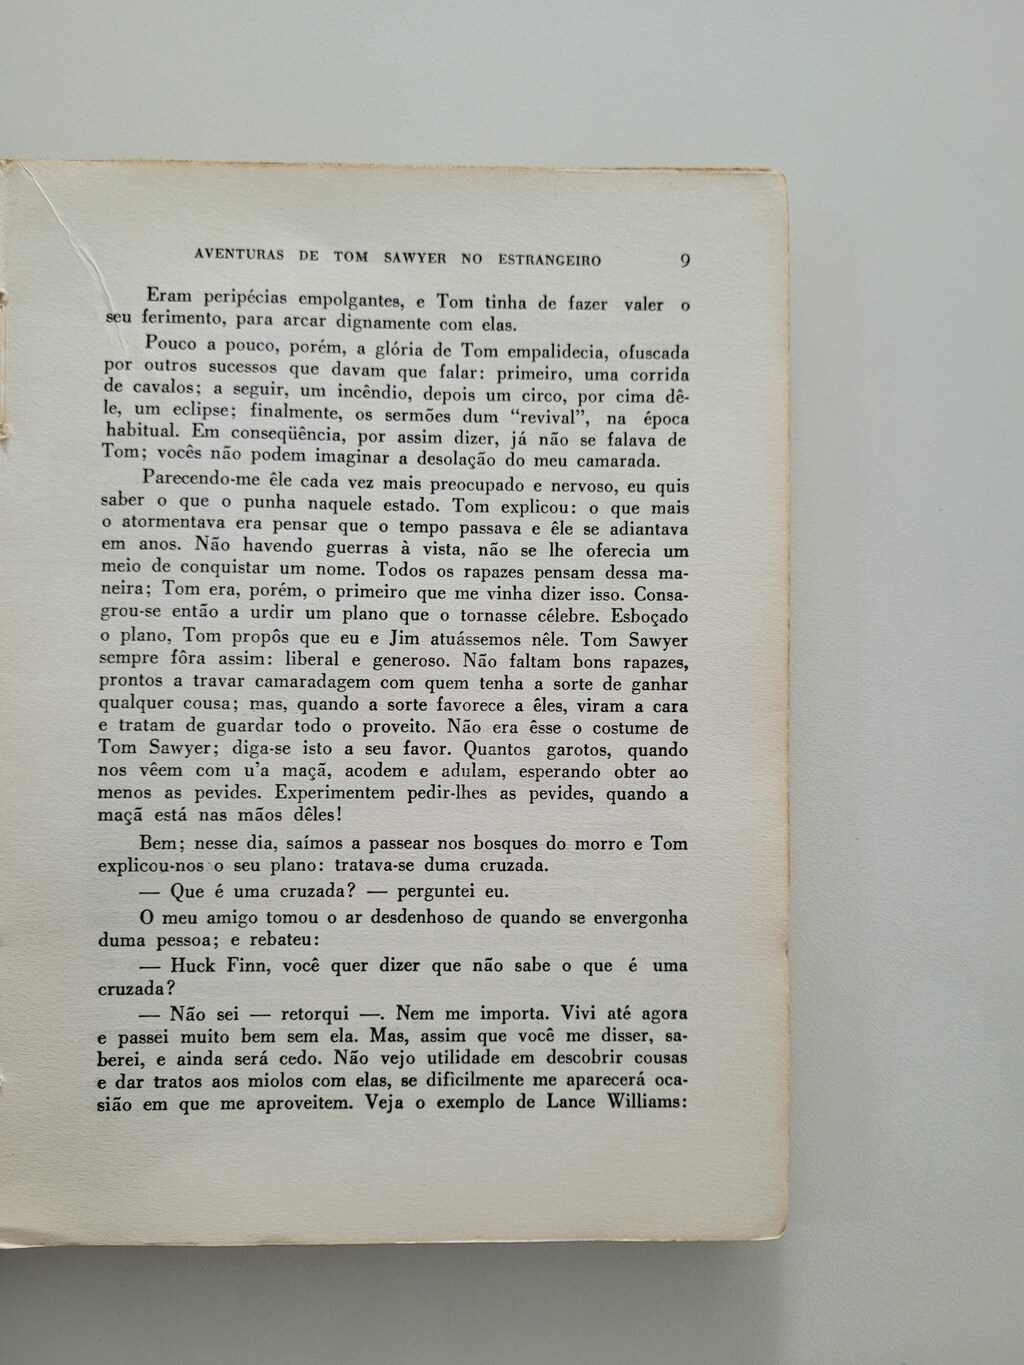 AVENTURAS DE TOM SAWYER NO ESTRANGEIRO 9
Eram peripécias empolgantes, e Tom tinha de fazer valer o
seu ferimento, para arcar dignamente com elas.
Pouco a pouco, porém, a glória de Tom empalidecia, ofuscada
por outros sucessos que davam que falar: primeiro, uma corrida
de cavalos; a seguir, um incêndio, depois um circo, por cima dê-
le, um eclipse; finalmente, os sermões dum “revival”, na época
habitual. Em conseqüência, por assim dizer, já não se falava de
Tom; vocês não podem imaginar a desolação do meu camarada.
Parecendo-me êle cada vez mais preocupado e nervoso, eu quis
saber o que o punha naquele estado. Tom explicou: o que mais
o atormentava era pensar que o tempo passava e êle se adiantava
em anos. Não havendo guerras à vista, não se lhe oferecia um
meio de conquistar um nome. Todos os rapazes pensam dessa ma-
neira; Tom era, porém, o primeiro que me vinha dizer isso. Consa-
grou-se então a urdir um plano que o tornasse célebre. Esboçado
o plano, Tom propôs que eu e Jim atuássemos nêle. Tom Sawyer
sempre fôra assim: liberal e generoso. Não faltam bons rapazes,
prontos a travar camaradagem com quem tenha a sorte de ganhar
qualquer cousa; mas, quando a sorte favorece a êles, viram a cara
e tratam de guardar todo o proveito. Não era êsse o costume de
Tom Sawyer; diga-se isto a seu favor. Quantos garotos, quando
nos vêem com u'a maçã, acodem e adulam, esperando obter ao
menos as pevides. Experimentem pedir-lhes as pevides, quando a
maçã está nas mãos dêles!
Bem; nesse dia, saímos a passear nos bosques do morro e Tom
explicou-nos o seu plano: tratava-se duma cruzada.
— Que é uma cruzada? — perguntei eu.
O meu amigo tomou o ar desdenhoso de quando se envergonha
duma pessoa; e rebateu:
— Huck Finn, você quer dizer que não sabe o que é uma
cruzada?
— Não sei — retorqui —. Nem me importa. Vivi até agora
e passei muito bem sem ela. Mas, assim que você me disser, sa-
berei, e ainda será cedo. Não vejo utilidade em descobrir cousas
e dar tratos aos miolos com elas, se dificilmente me aparecerá oca-
sião em que me aproveitem. Veja o exemplo de Lance Williams: